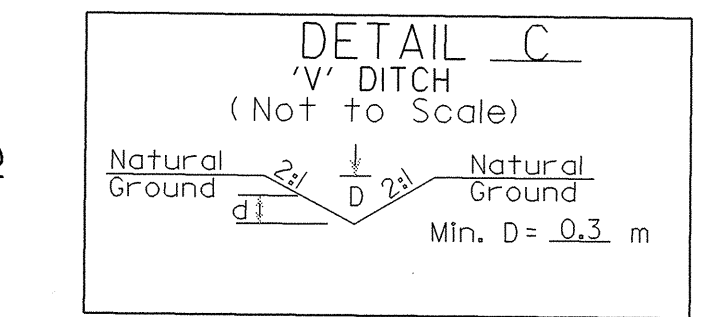 DETAIL C
'V' DITCH
(Not to Scale)
Natural
Ground
2:1
D
2:1
Natural
Ground
d
Min. D = 0.3 m